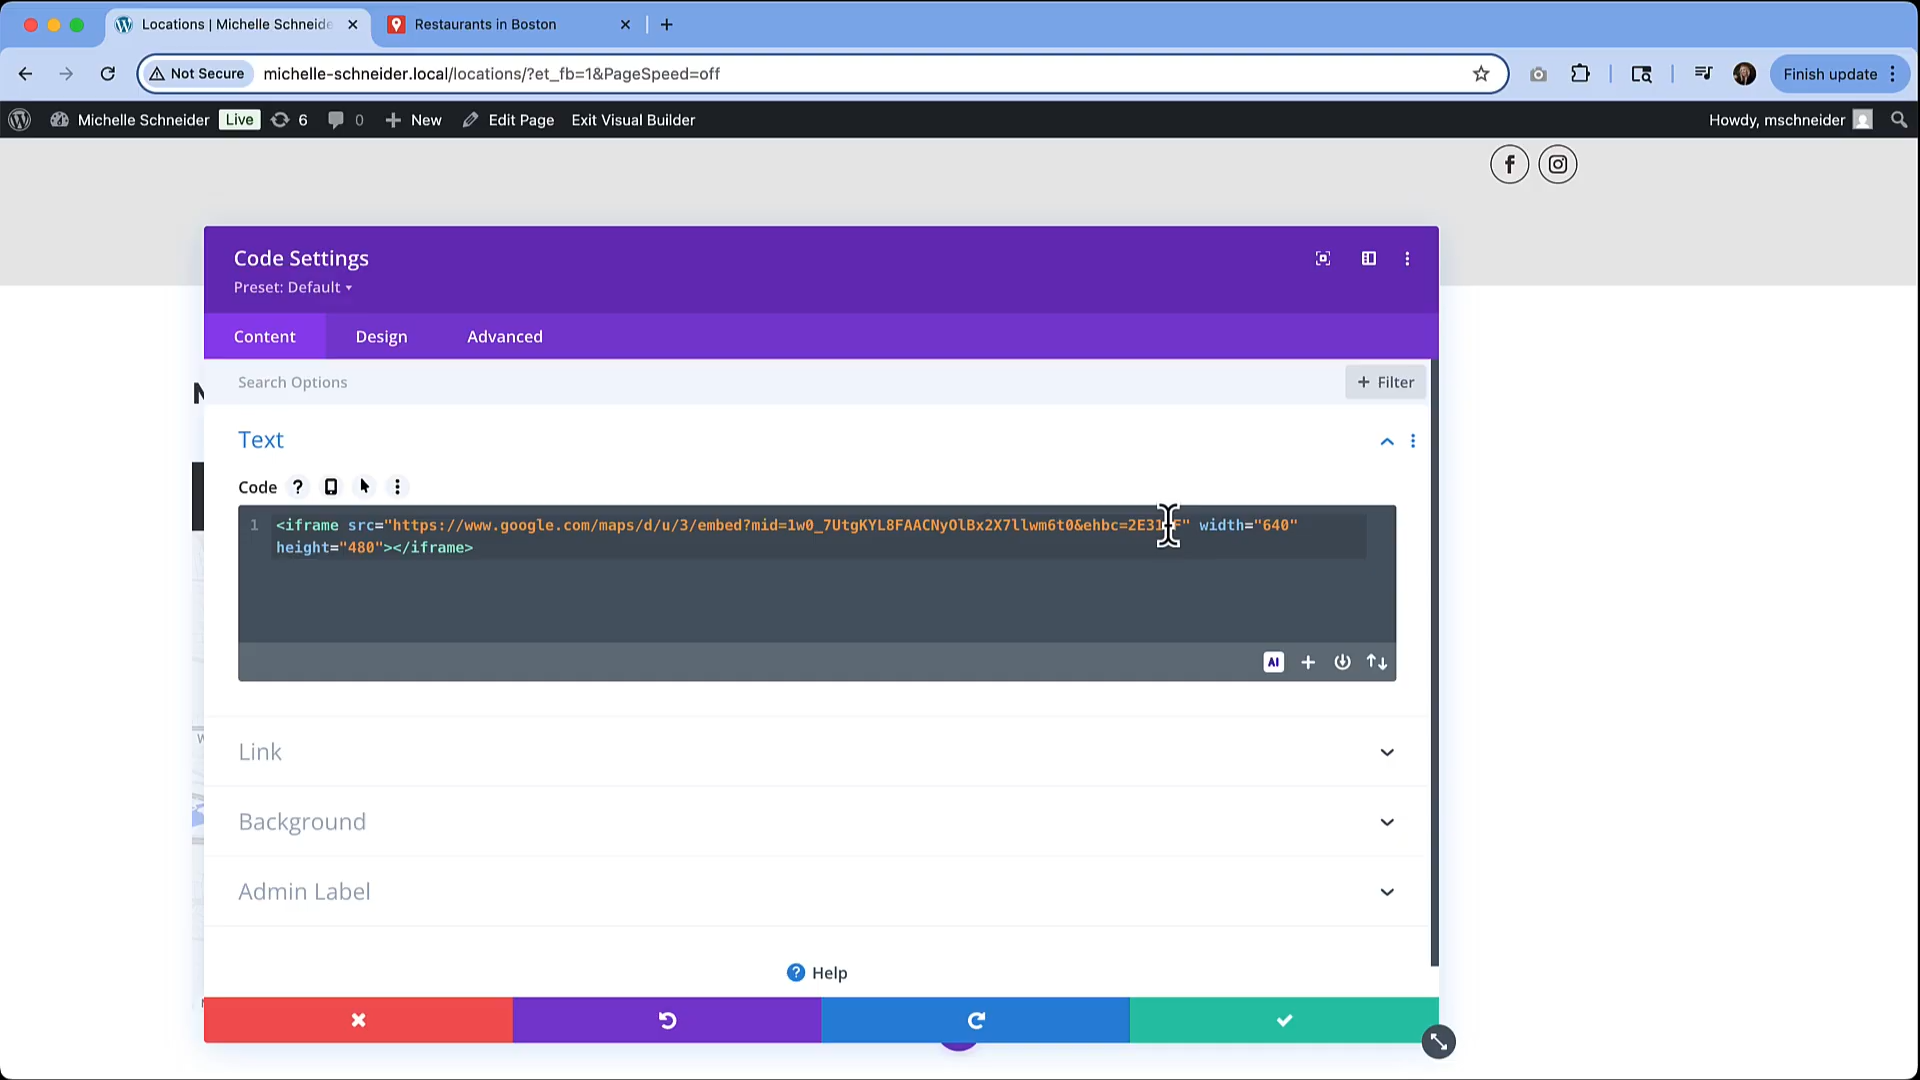 Locations | Michelle Schneide
Restaurants in Boston
Not Secure
michelle-schneider.local/locations/?et_fb=1&PageSpeed=off
Finish update
Michelle Schneider
Live
6
0
New
Edit Page
Exit Visual Builder
Howdy, mschneider
Code Settings
Preset: Default
Content
Design
Advanced
Search Options
+ Filter
Text
Code
?
1
<iframe src="https://www.google.com/maps/d/u/3/embed?mid=1w0_7UtgKYL8FAACNyOlBx2X7llwm6t0&ehbc=2E31 F" width="640"
height="480"></iframe>
AI
Link
Background
Admin Label
? Help